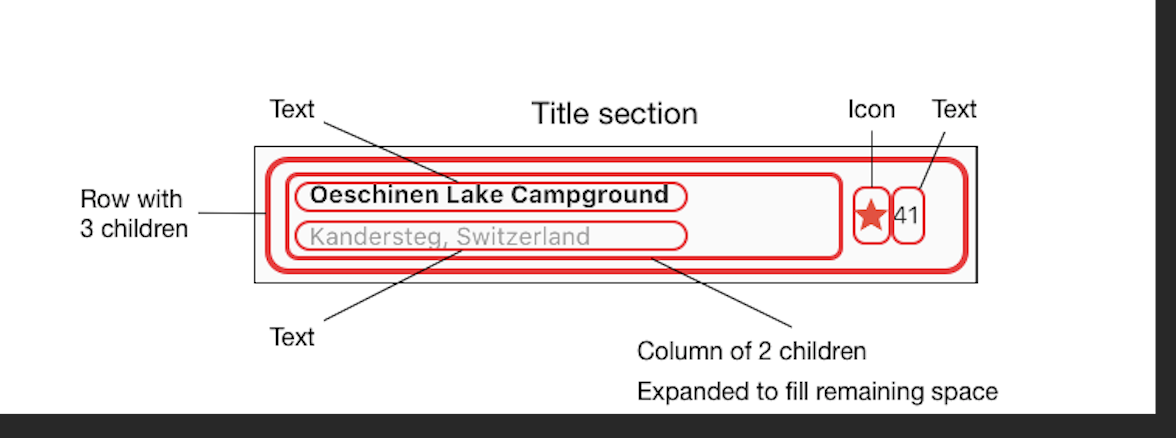 Text
Title section
Icon
Text
Row with
3 children
Oeschinen Lake Campground
Kandersteg, Switzerland
41
Text
Column of 2 children
Expanded to fill remaining space